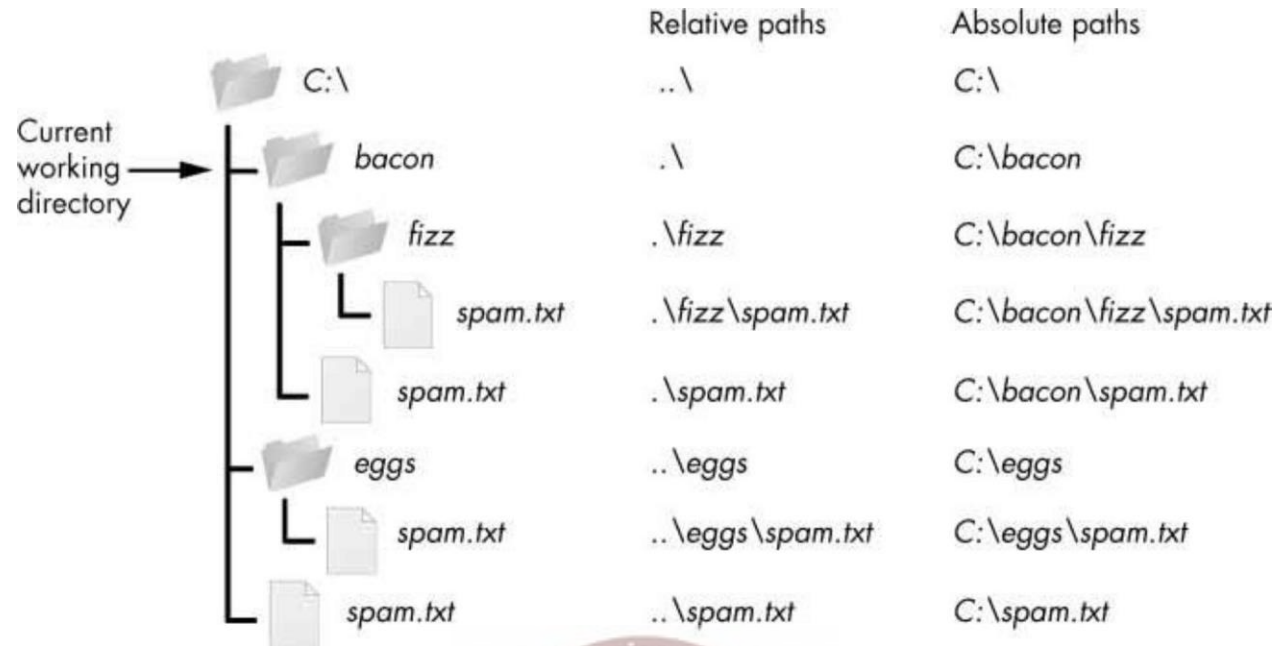 Relative paths Absolute paths
C:\ ..\ C:\
Current
working
directory
bacon .\ C:\bacon
fizz .\fizz C:\bacon\fizz
spam.txt .\fizz\spam.txt C:\bacon\fizz\spam.txt
spam.txt .\spam.txt C:\bacon\spam.txt
eggs ..\eggs C:\eggs
spam.txt ..\eggs\spam.txt C:\eggs\spam.txt
spam.txt ..\spam.txt C:\spam.txt